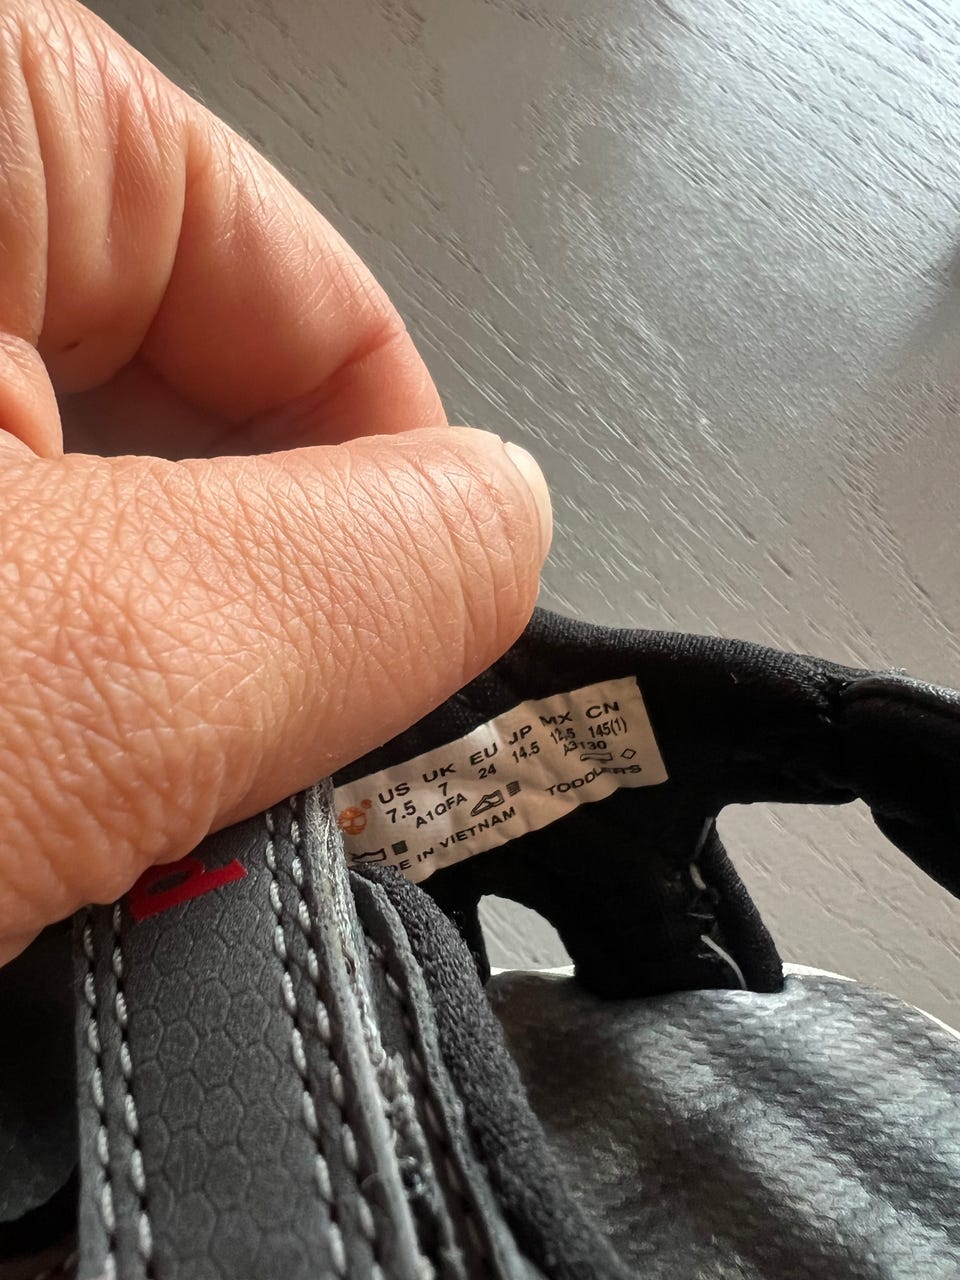 US UK EU JP MX CN
7.5 7 24 14.5 12.5 145(1)
A1QFA A3130
TODDLERS
DE IN VIETNAM